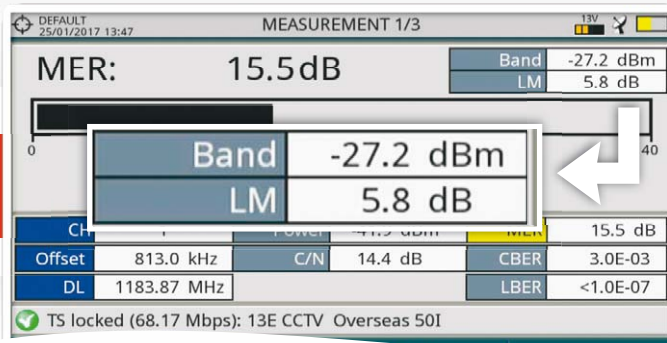 DEFAULT
25/01/2017 13:47
MEASUREMENT 1/3
13V
MER: 15.5 dB
Band -27.2 dBm
LM 5.8 dB
0 40
Band -27.2 dBm
LM 5.8 dB
CH 15.5 dB
Offset 813.0 kHz C/N 14.4 dB CBER 3.0E-03
DL 1183.87 MHz LBER <1.0E-07
TS locked (68.17 Mbps): 13E CCTV Overseas 50I